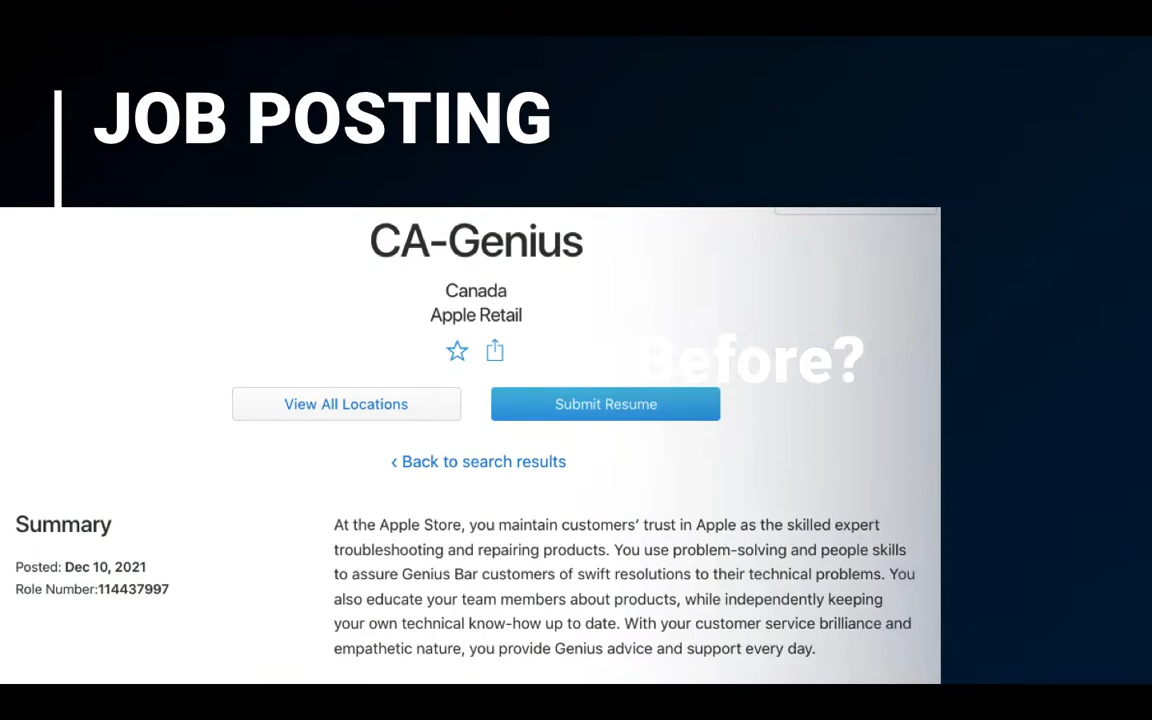 JOB POSTING
CA-Genius
Canada
Apple Retail
Before?
View All Locations
Submit Resume
‹ Back to search results
Summary
Posted: Dec 10, 2021
Role Number:114437997
At the Apple Store, you maintain customers’ trust in Apple as the skilled expert
troubleshooting and repairing products. You use problem-solving and people skills
to assure Genius Bar customers of swift resolutions to their technical problems. You
also educate your team members about products, while independently keeping
your own technical know-how up to date. With your customer service brilliance and
empathetic nature, you provide Genius advice and support every day.